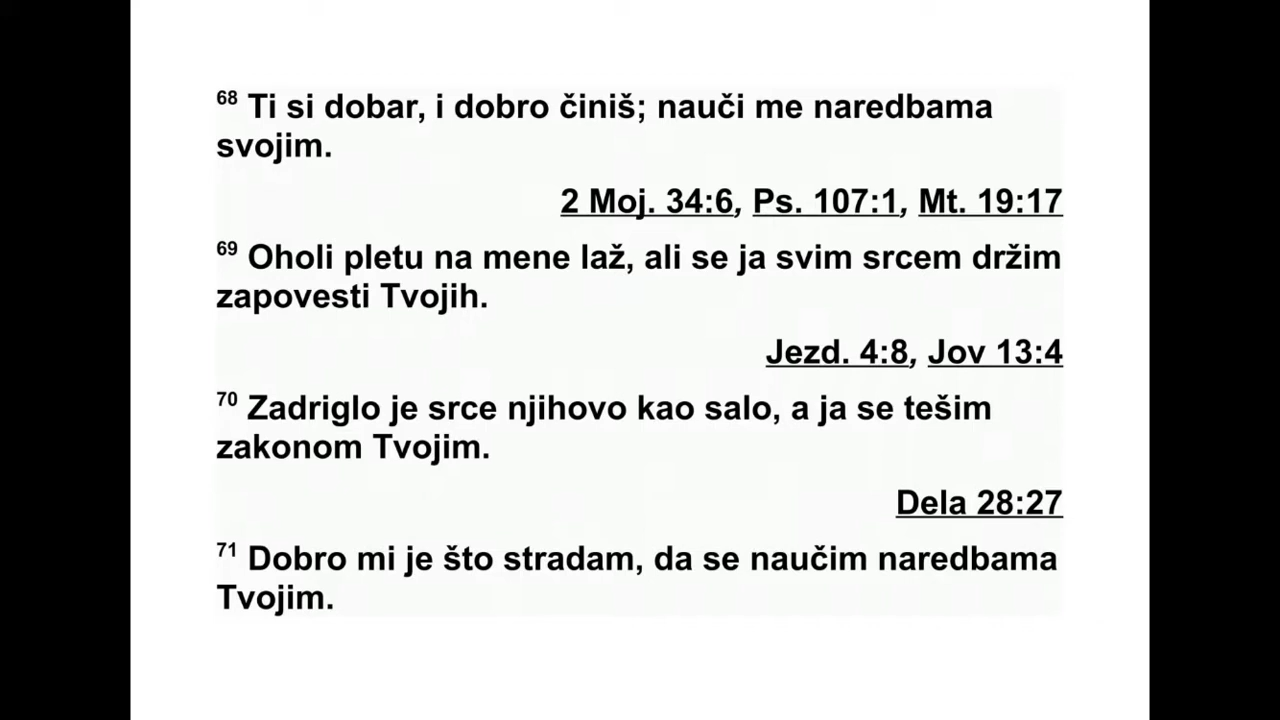 68 Ti si dobar, i dobro činiš; nauči me naredbama
svojim.
2 Moj. 34:6, Ps. 107:1, Mt. 19:17
69 Oholi pletu na mene laž, ali se ja svim srcem držim
zapovesti Tvojih.
Jezd. 4:8, Jov 13:4
70 Zadriglo je srce njihovo kao salo, a ja se tešim
zakonom Tvojim.
Dela 28:27
71 Dobro mi je što stradam, da se naučim naredbama
Tvojim.